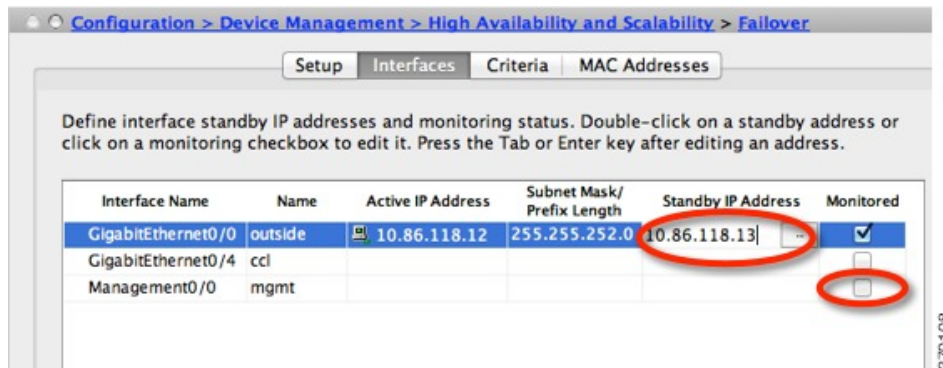 Configuration > Device Management > High Availability and Scalability > Failover
Setup Interfaces Criteria MAC Addresses
Define interface standby IP addresses and monitoring status. Double-click on a standby address or
click on a monitoring checkbox to edit it. Press the Tab or Enter key after editing an address.
Interface Name Name Active IP Address Subnet Mask/
Prefix Length Standby IP Address Monitored
GigabitEthernet0/0 outside 10.86.118.12 255.255.252.0 10.86.118.13 ...
GigabitEthernet0/4 ccl
Management0/0 mgmt